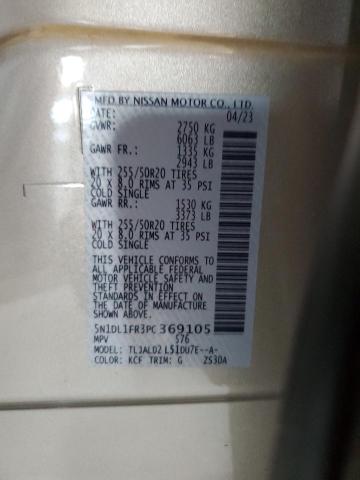 MFD BY NISSAN MOTOR CO., LTD.
DATE: 04/23
GVWR: 2750 KG
6063 LB
GAWR FR.: 1335 KG
2943 LB
WITH 255/50R20 TIRES
20 X 8.0 RIMS AT 35 PSI
COLD SINGLE
GAWR RR.: 1530 KG
3373 LB
WITH 255/50R20 TIRES
20 X 8.0 RIMS AT 35 PSI
COLD SINGLE
THIS VEHICLE CONFORMS TO
ALL APPLICABLE FEDERAL
MOTOR VEHICLE SAFETY AND
THEFT PREVENTION
STANDARDS IN EFFECT ON
THE DATE OF MANUFACTURE
SHOWN ABOVE.
5N1DL1FR3PC369105
MPV S76
MODEL: TLJALD2 L51DU7E--A-
COLOR: KCF TRIM: G ZS3DA